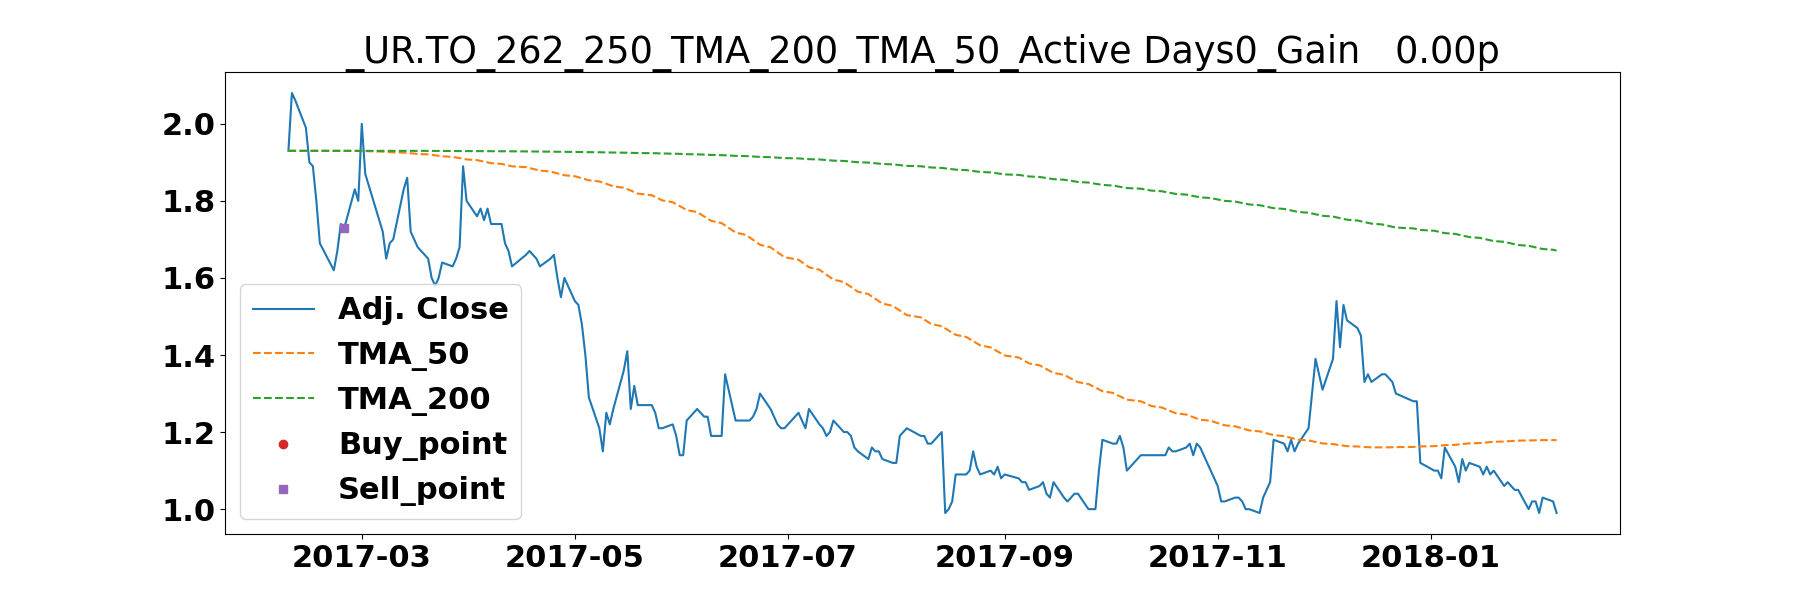 _UR.TO_262_250_TMA_200_TMA_50_Active Days0_Gain   0.00p
2.0
1.8
1.6
1.4
1.2
1.0
Adj. Close
TMA_50
TMA_200
Buy_point
Sell_point
2017-03 2017-05 2017-07 2017-09 2017-11 2018-01